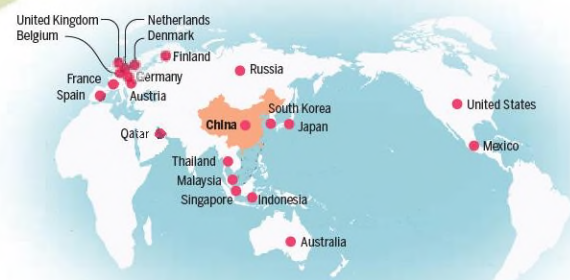 United Kingdom
Netherlands
Belgium
Denmark
Finland
Russia
France
Germany
Spain
Austria
South Korea
China
Japan
Qatar
United States
Mexico
Thailand
Malaysia
Singapore
Indonesia
Australia